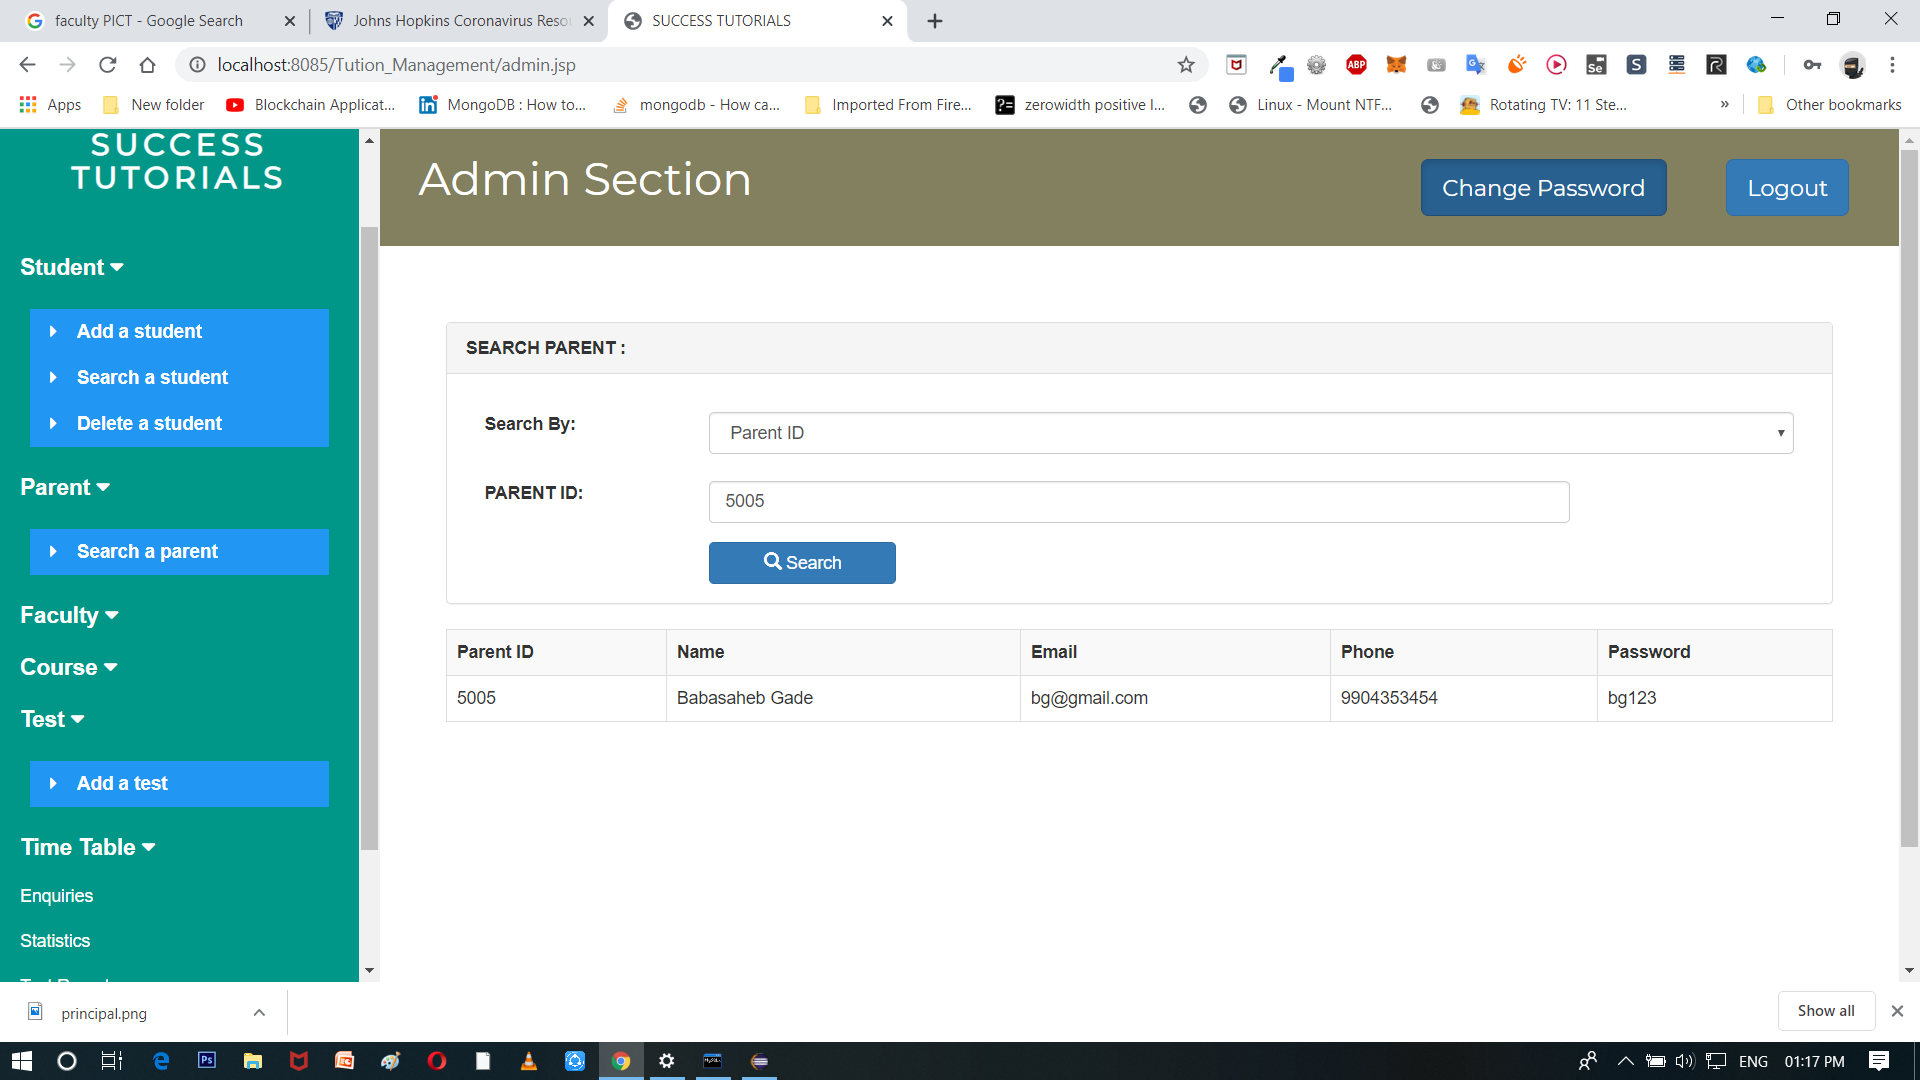 faculty PICT - Google Search
Johns Hopkins Coronavirus Reso
SUCCESS TUTORIALS
localhost:8085/Tution_Management/admin.jsp
Apps
New folder
Blockchain Applicat...
MongoDB : How to...
mongodb - How ca...
Imported From Fire...
zerowidth positive l...
Linux - Mount NTF...
Rotating TV: 11 Ste...
»
Other bookmarks
SUCCESS
TUTORIALS
Student
Add a student
Search a student
Delete a student
Parent
Search a parent
Faculty
Course
Test
Add a test
Time Table
Enquiries
Statistics
Admin Section
Change Password
Logout
SEARCH PARENT :
Search By:
Parent ID
PARENT ID:
5005
Search
Parent ID Name Email Phone Password
5005 Babasaheb Gade bg@gmail.com 9904353454 bg123
principal.png
Show all
ENG
01:17 PM